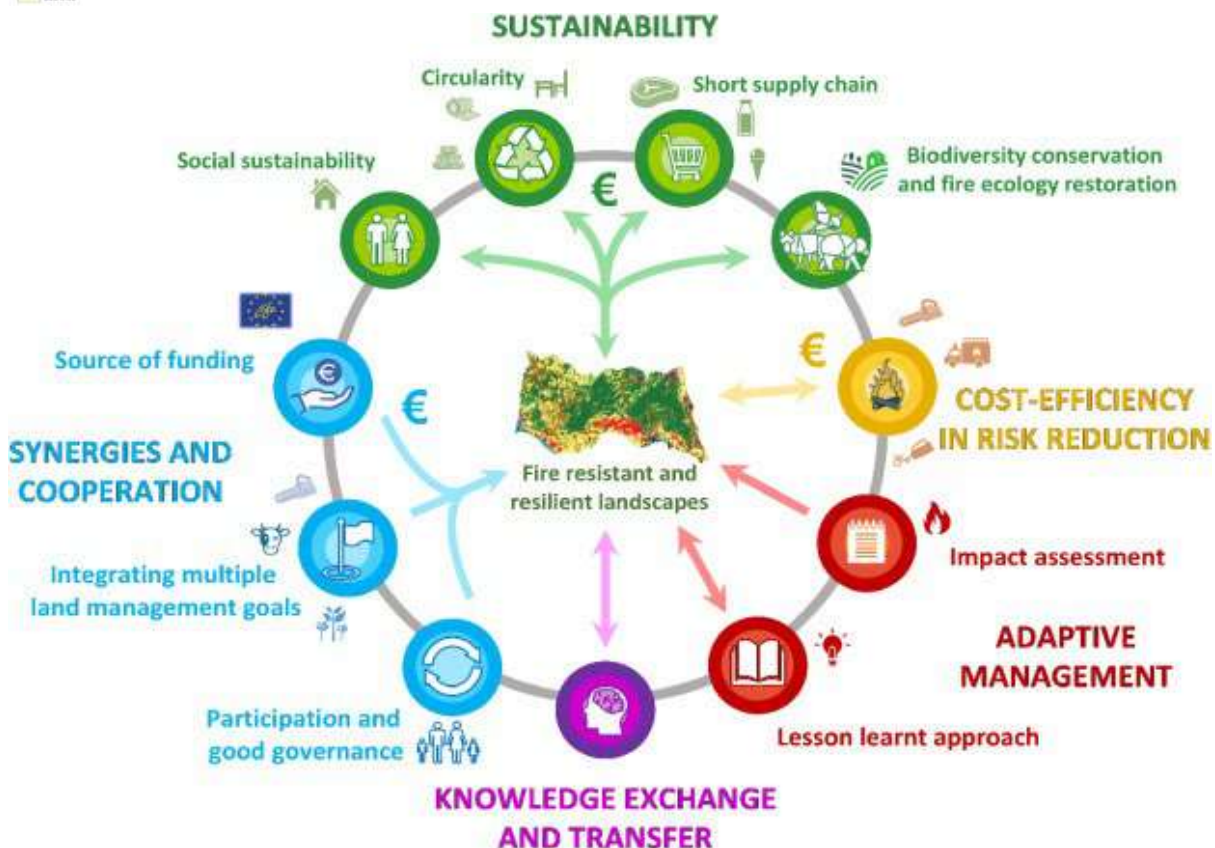 SUSTAINABILITY
Circularity
Short supply chain
Social sustainability
Biodiversity conservation
and fire ecology restoration
€
Source of funding
€
€
€
COST-EFFICIENCY
IN RISK REDUCTION
SYNERGIES AND
COOPERATION
Fire resistant and
resilient landscapes
Integrating multiple
land management goals
Impact assessment
ADAPTIVE
MANAGEMENT
Participation and
good governance
Lesson learnt approach
KNOWLEDGE EXCHANGE
AND TRANSFER